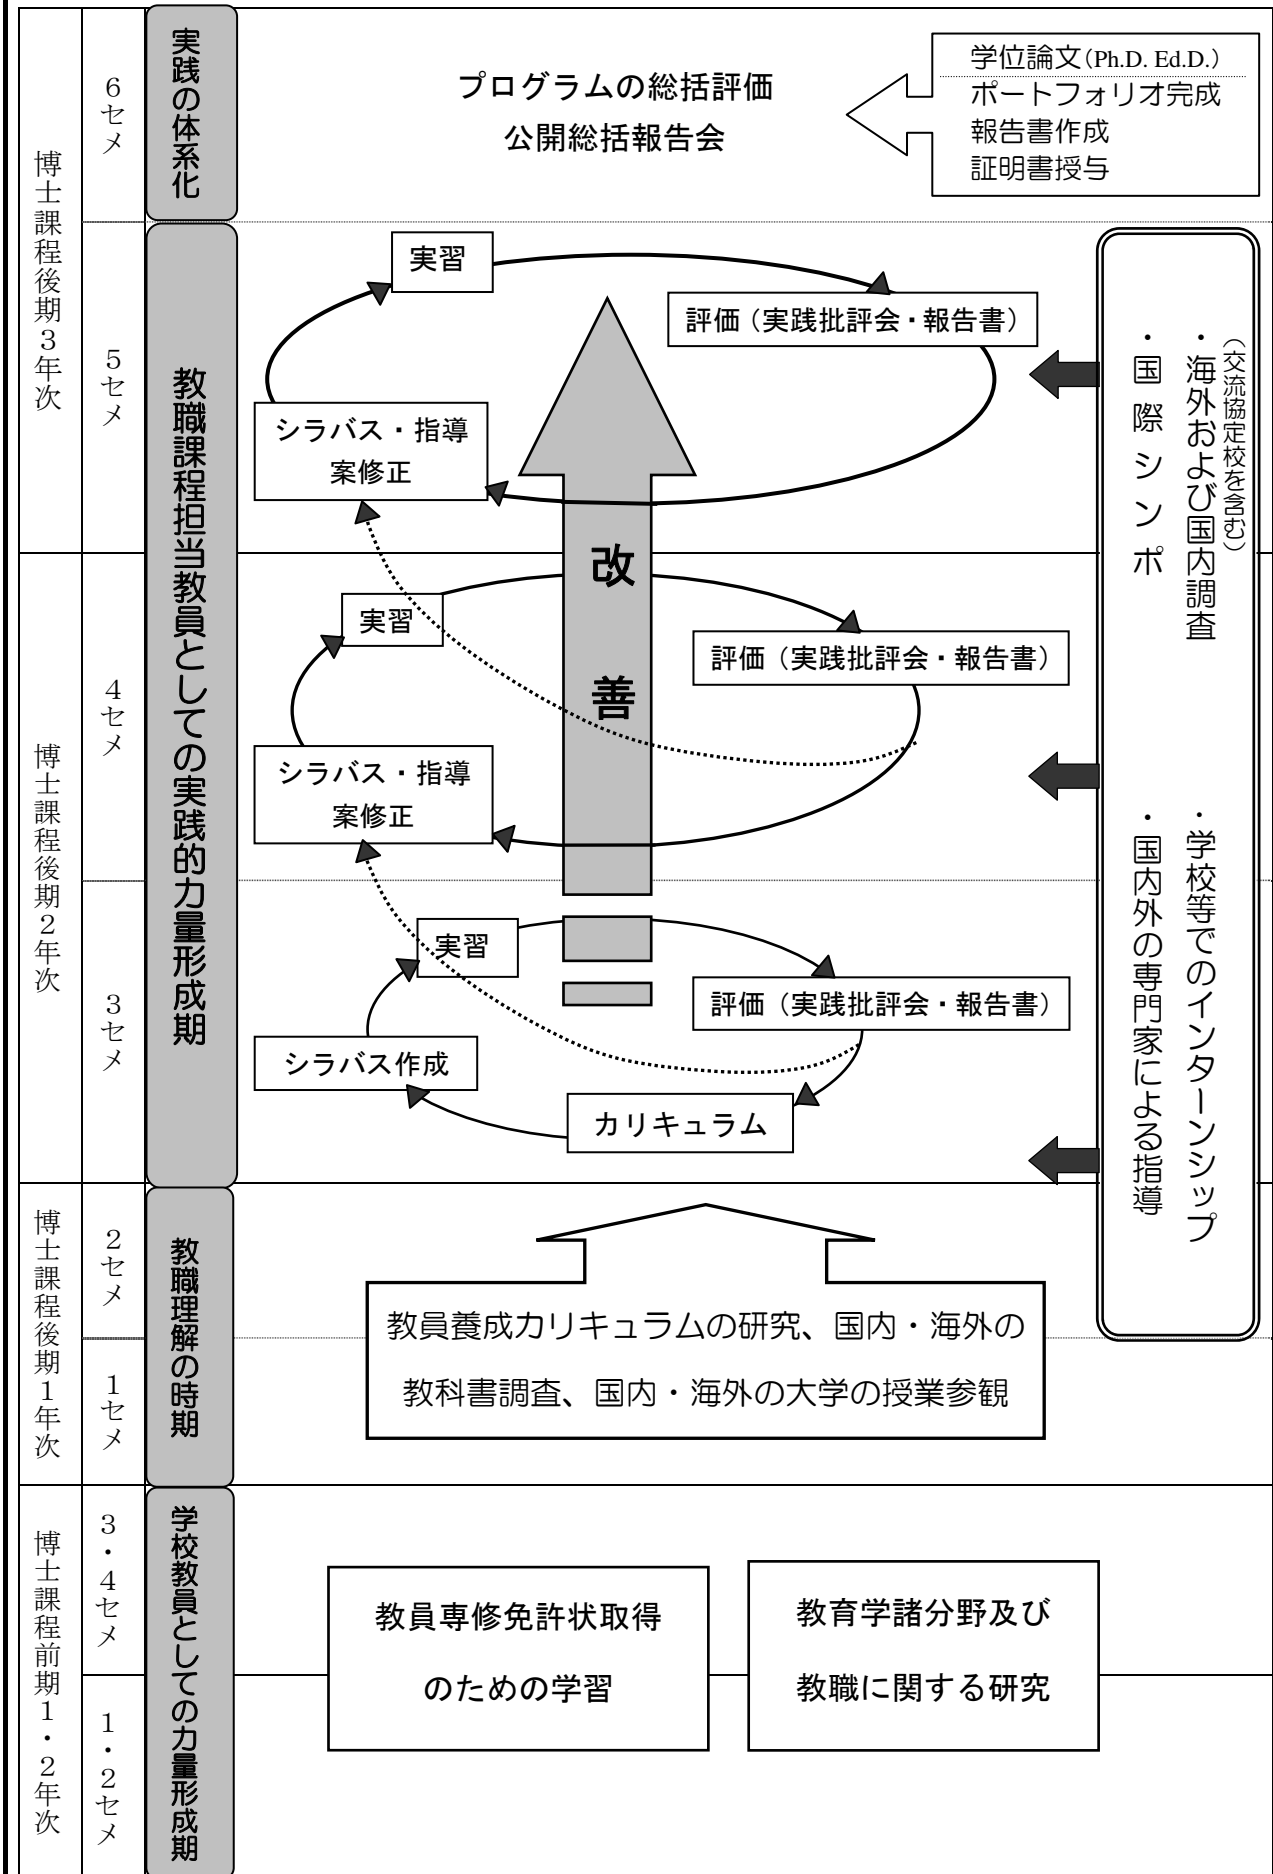 博士課程後期３年次
６セメ
実践の体系化
プログラムの総括評価
公開総括報告会
学位論文(Ph.D. Ed.D.)
ポートフォリオ完成
報告書作成
証明書授与
５セメ
教職課程担当教員としての実践的力量形成期
実習
評価（実践批評会・報告書）
シラバス・指導
案修正
改善
博士課程後期２年次
４セメ
実習
評価（実践批評会・報告書）
シラバス・指導
案修正
３セメ
実習
評価（実践批評会・報告書）
シラバス作成
カリキュラム
（交流協定校を含む）
・海外および国内調査
・国際シンポ
・学校等でのインターンシップ
・国内外の専門家による指導
博士課程後期１年次
２セメ
教職理解の時期
１セメ
教員養成カリキュラムの研究、国内・海外の
教科書調査、国内・海外の大学の授業参観
博士課程前期１・２年次
３・４セメ
学校教員としての力量形成期
１・２セメ
教員専修免許状取得
のための学習
教育学諸分野及び
教職に関する研究